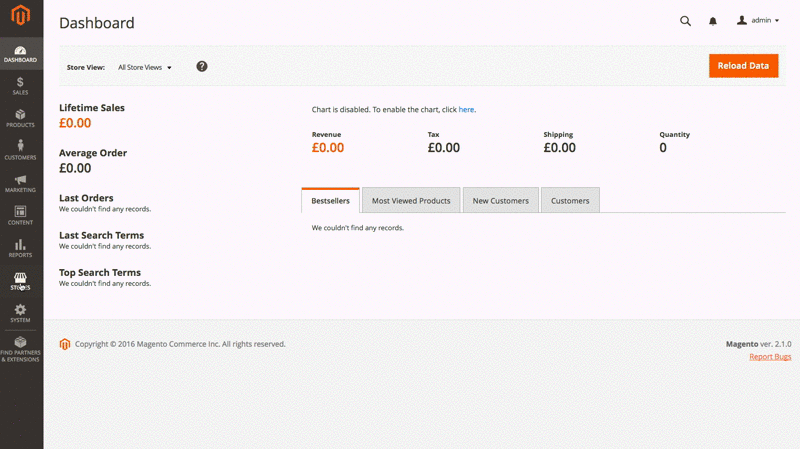 Dashboard
admin
DASHBOARD
Store View:
All Store Views
?
Reload Data
$
SALES
Lifetime Sales
£0.00
Chart is disabled. To enable the chart, click here.
PRODUCTS
Revenue
Tax
Shipping
Quantity
£0.00
£0.00
£0.00
0
CUSTOMERS
Average Order
£0.00
MARKETING
Last Orders
We couldn't find any records.
Bestsellers
Most Viewed Products
New Customers
Customers
CONTENT
Last Search Terms
We couldn't find any records.
We couldn't find any records.
REPORTS
Top Search Terms
We couldn't find any records.
STORES
SYSTEM
FIND PARTNERS
& EXTENSIONS
Copyright © 2016 Magento Commerce Inc. All rights reserved.
Magento ver. 2.1.0
Report Bugs